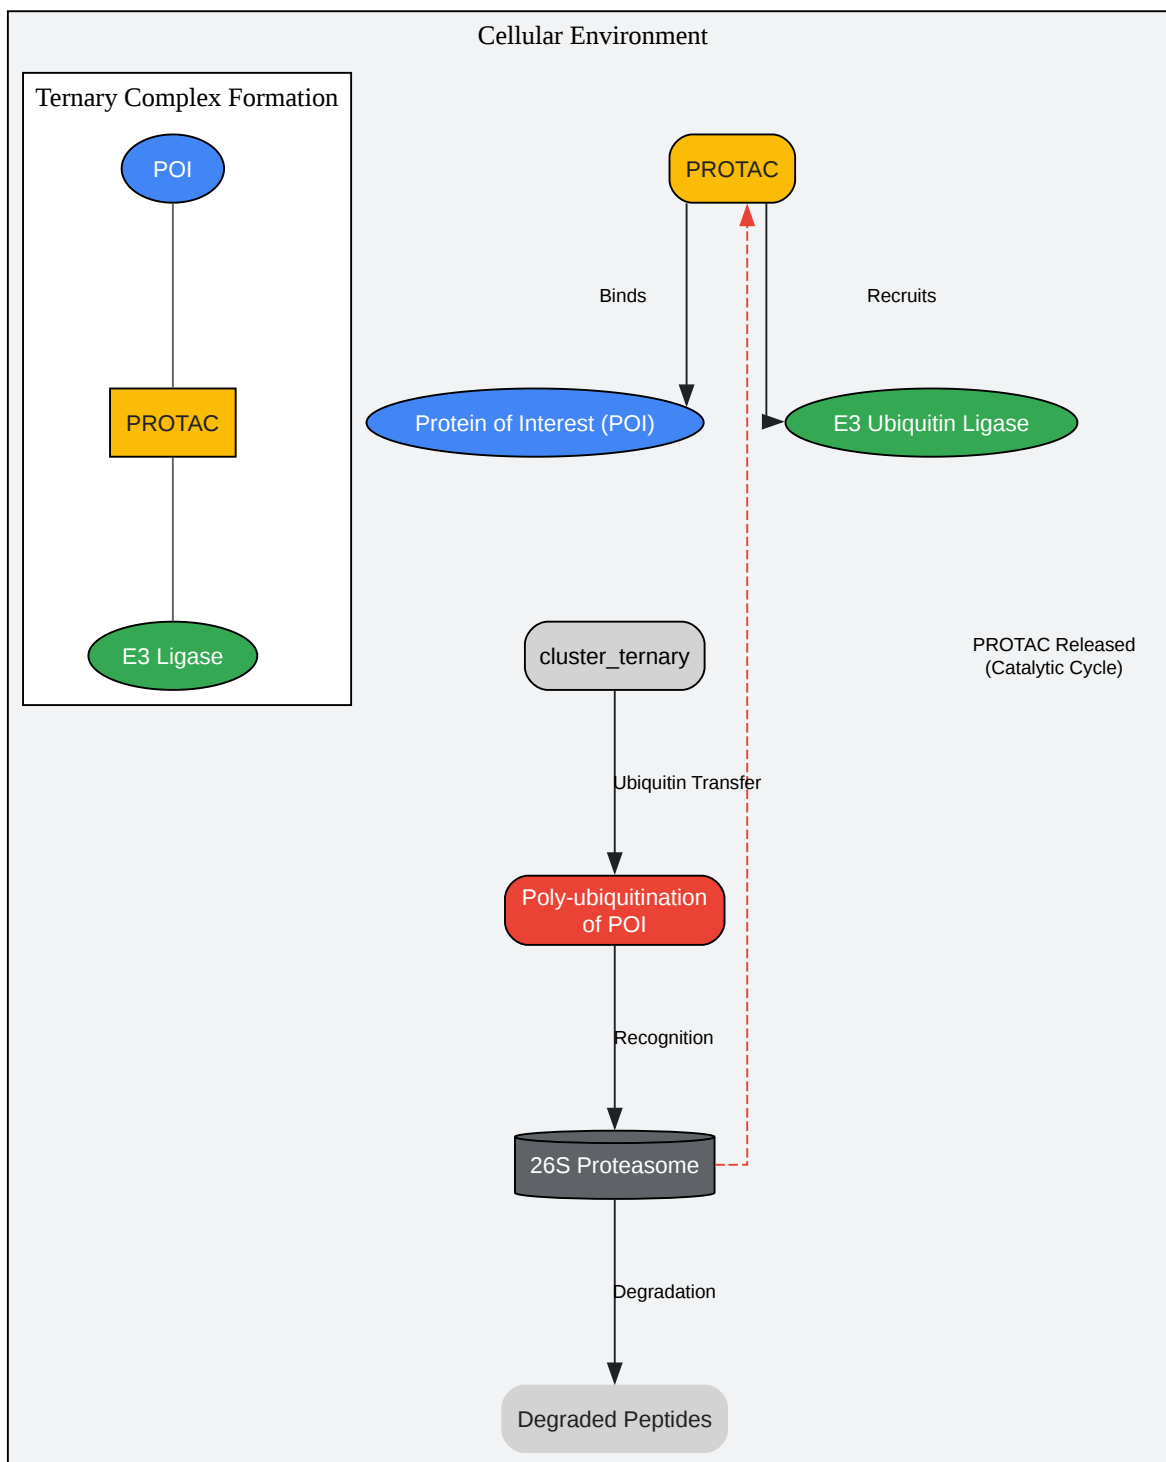 Cellular Environment
Ternary Complex Formation
POI
PROTAC
E3 Ligase
PROTAC
Binds
Recruits
Protein of Interest (POI)
E3 Ubiquitin Ligase
PROTAC Released
(Catalytic Cycle)
cluster_ternary
Ubiquitin Transfer
Poly-ubiquitination
of POI
Recognition
26S Proteasome
Degradation
Degraded Peptides